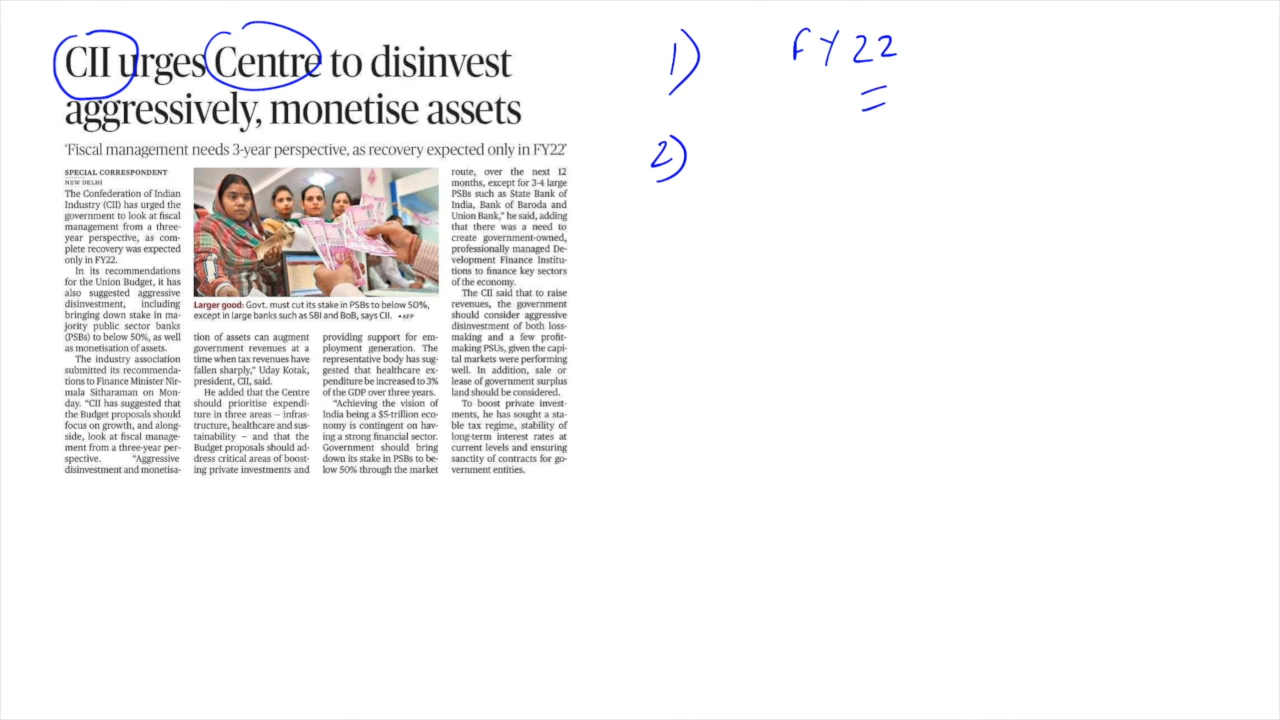 CII urges Centre to disinvest
aggressively, monetise assets
'Fiscal management needs 3-year perspective, as recovery expected only in FY22'
SPECIAL CORRESPONDENT
NEW DELHI
The Confederation of Indian
Industry (CII) has urged the
government to look at fiscal
management from a three-
year perspective, as com-
plete recovery was expected
only in FY22.
In its recommendations
for the Union Budget, it has
also suggested aggressive
disinvestment, including
bringing down stake in ma-
jority public sector banks
(PSBs) to below 50%, as well
as monetisation of assets.
The industry association
submitted its recommenda-
tions to Finance Minister Nir-
mala Sitharaman on Mon-
day. "CII has suggested that
the Budget proposals should
focus on growth, and along-
side, look at fiscal manage-
ment from a three-year per-
spective. "Aggressive
disinvestment and monetisa-
Larger good: Govt. must cut its stake in PSBs to below 50%,
except in large banks such as SBI and BoB, says CII. • AFP
tion of assets can augment
government revenues at a
time when tax revenues have
fallen sharply," Uday Kotak,
president, CII, said.
He added that the Centre
should prioritise expendi-
ture in three areas – infras-
tructure, healthcare and sus-
tainability – and that the
Budget proposals should ad-
dress critical areas of boost-
ing private investments and
providing support for em-
ployment generation. The
representative body has sug-
gested that healthcare ex-
penditure be increased to 3%
of the GDP over three years.
"Achieving the vision of
India being a $5-trillion eco-
nomy is contingent on hav-
ing a strong financial sector.
Government should bring
down its stake in PSBs to be-
low 50% through the market
route, over the next 12
months, except for 3-4 large
PSBs such as State Bank of
India, Bank of Baroda and
Union Bank," he said, adding
that there was a need to
create government-owned,
professionally managed De-
velopment Finance Institu-
tions to finance key sectors
of the economy.
The CII said that to raise
revenues, the government
should consider aggressive
disinvestment of both loss-
making and a few profit-
making PSUs, given the capi-
tal markets were performing
well. In addition, sale or
lease of government surplus
land should be considered.
To boost private invest-
ments, he has sought a sta-
ble tax regime, stability of
long-term interest rates at
current levels and ensuring
sanctity of contracts for go-
vernment entities.
1) FY22
2)